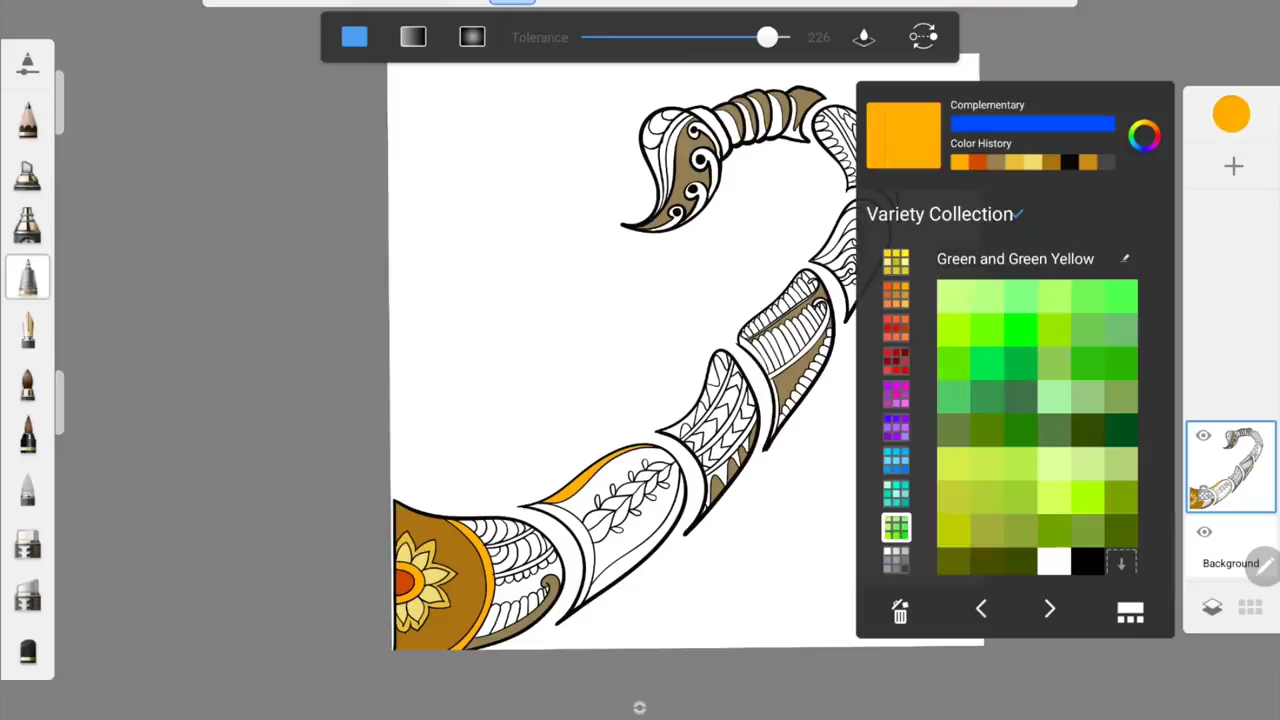 Tolerance 226
Complementary
Color History
Variety Collection
Green and Green Yellow
Background